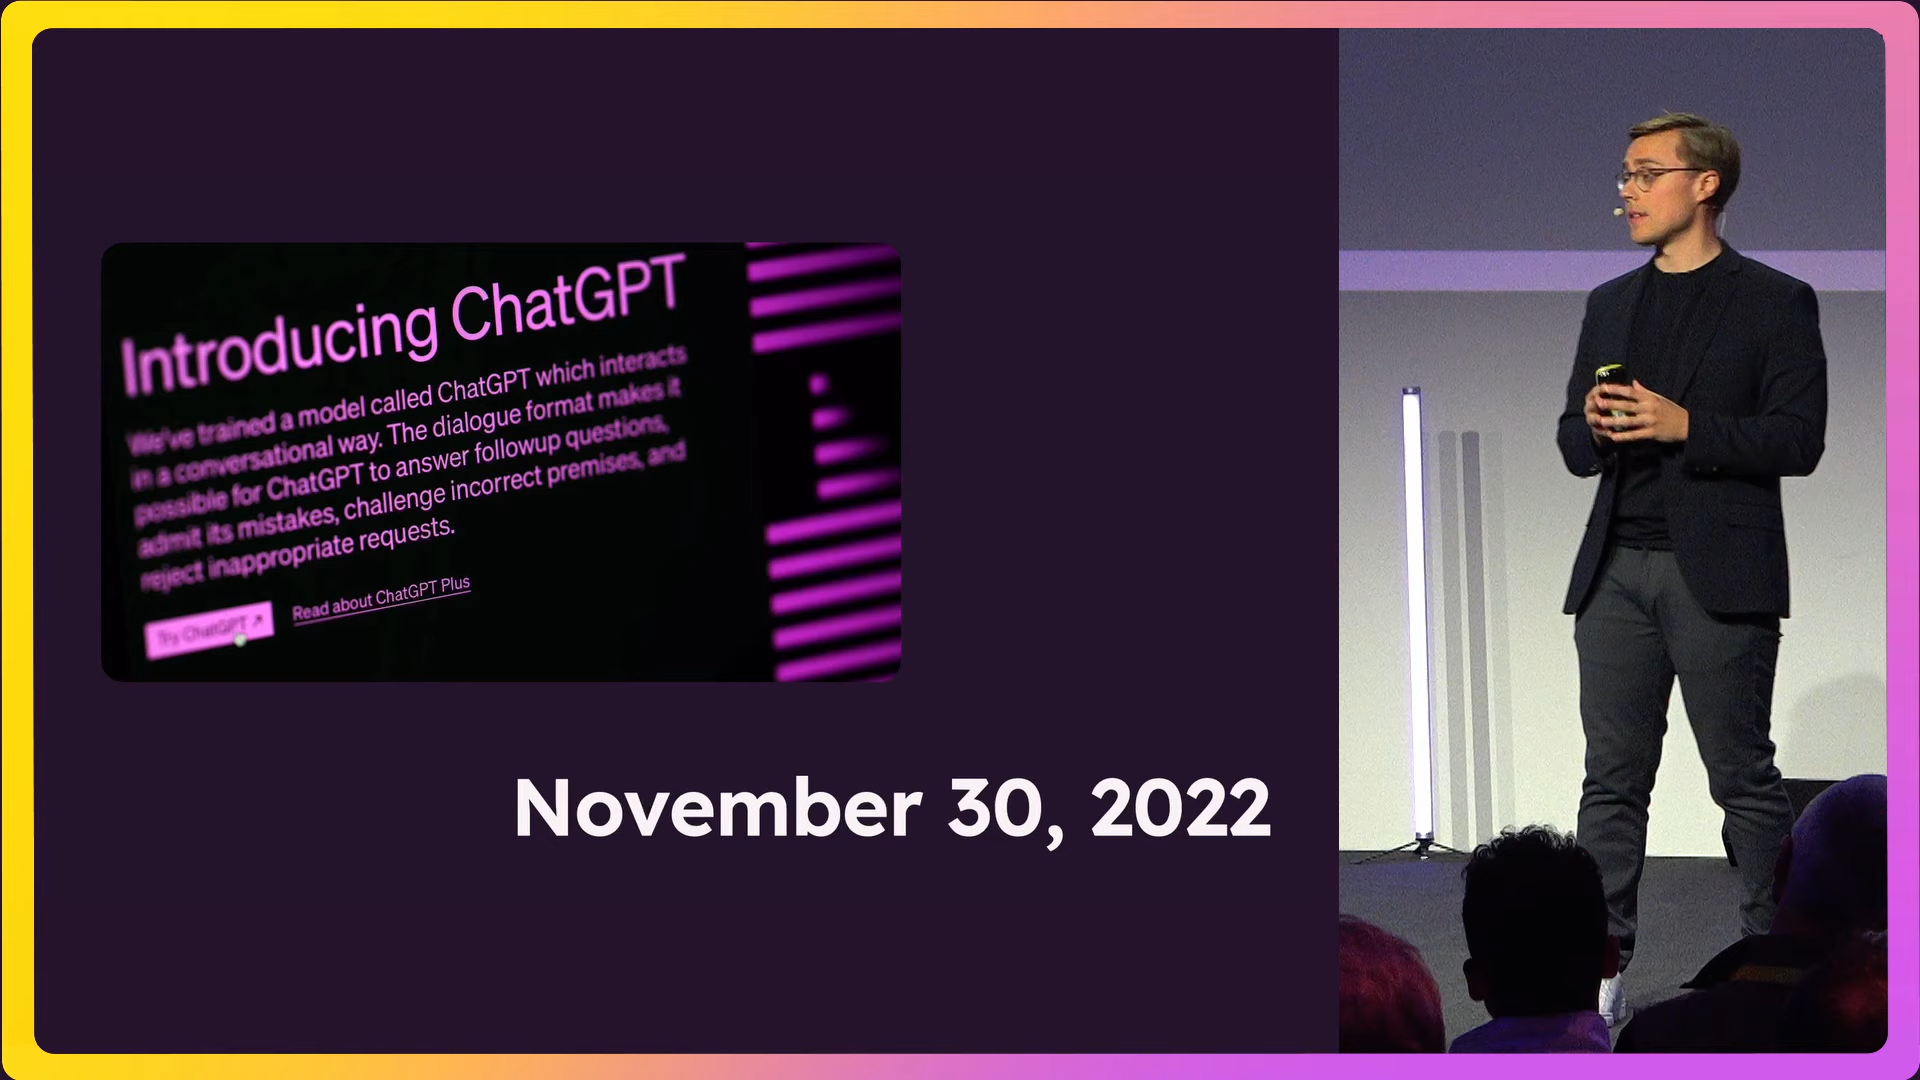 Introducing ChatGPT
We've trained a model called ChatGPT which interacts
in a conversational way. The dialogue format makes it
possible for ChatGPT to answer followup questions,
admit its mistakes, challenge incorrect premises, and
reject inappropriate requests.
Try ChatGPT ↗
Read about ChatGPT Plus
November 30, 2022